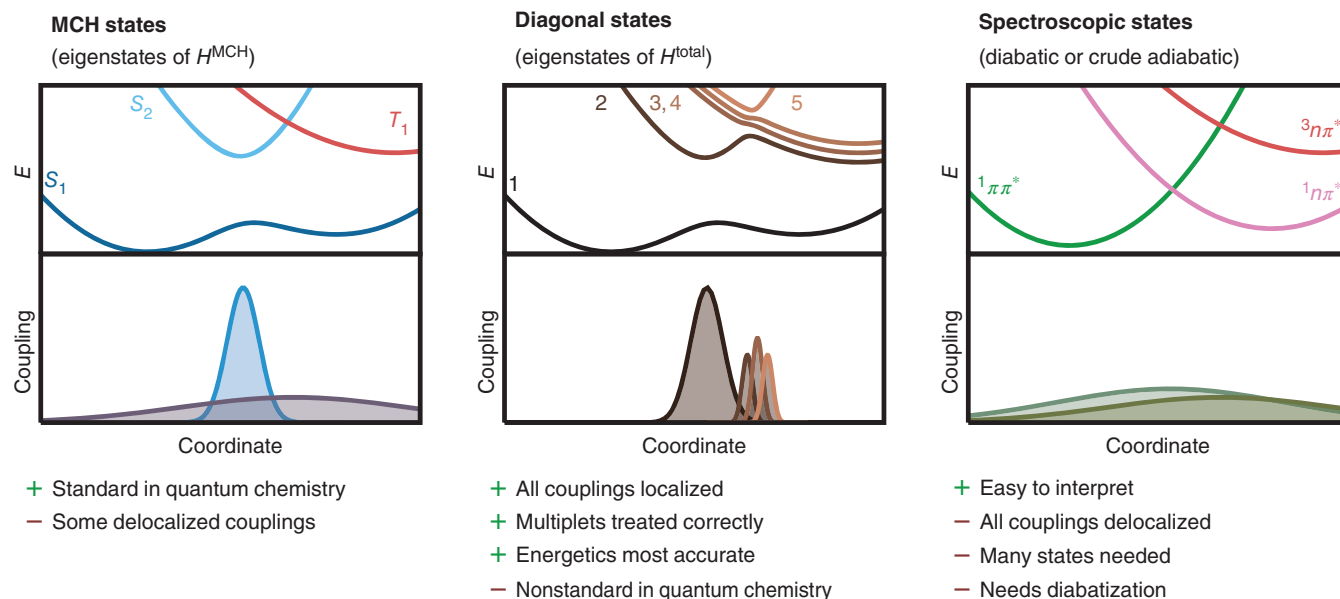 MCH states
(eigenstates of H^MCH)
S2
T1
S1
E
Coupling
Coordinate
+ Standard in quantum chemistry
− Some delocalized couplings
Diagonal states
(eigenstates of H^total)
2
3, 4
5
1
E
Coupling
Coordinate
+ All couplings localized
+ Multiplets treated correctly
+ Energetics most accurate
− Nonstandard in quantum chemistry
Spectroscopic states
(diabatic or crude adiabatic)
³nπ*
¹ππ*
¹nπ*
E
Coupling
Coordinate
+ Easy to interpret
− All couplings delocalized
− Many states needed
− Needs diabatization